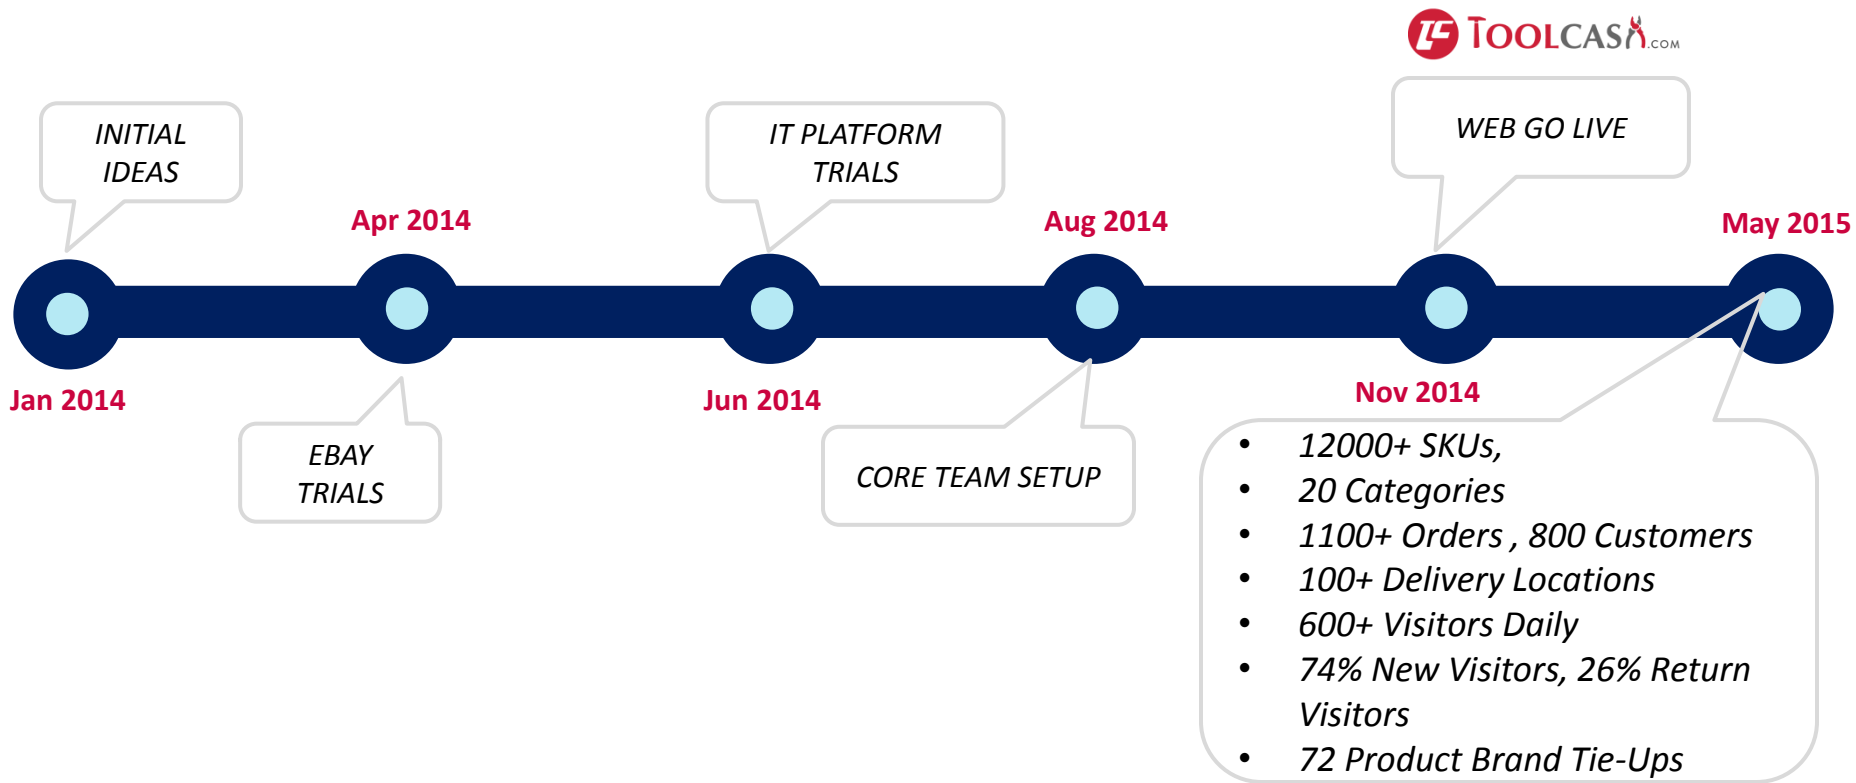 TOOLCASA.COM
INITIAL
IDEAS
IT PLATFORM
TRIALS
WEB GO LIVE
Apr 2014
Aug 2014
May 2015
Jan 2014
Jun 2014
Nov 2014
EBAY
TRIALS
CORE TEAM SETUP
• 12000+ SKUs,
• 20 Categories
• 1100+ Orders , 800 Customers
• 100+ Delivery Locations
• 600+ Visitors Daily
• 74% New Visitors, 26% Return
Visitors
• 72 Product Brand Tie-Ups